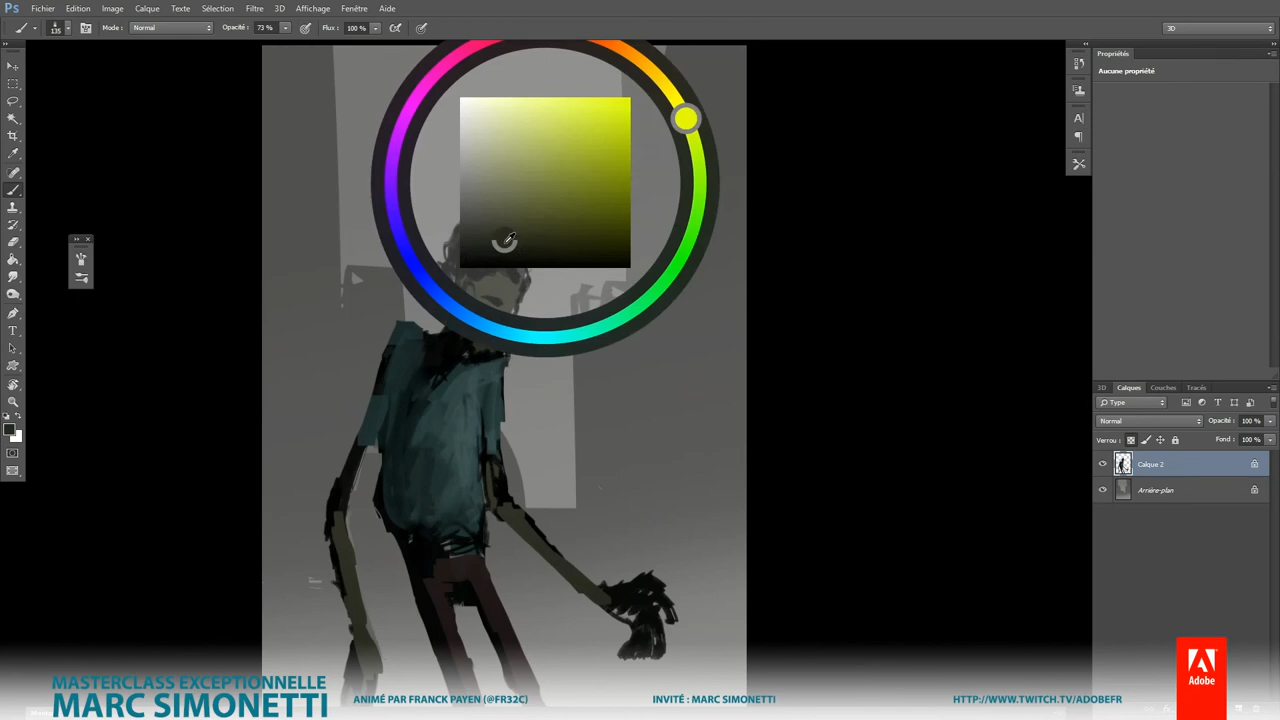 Ps Fichier Edition Image Calque Texte Sélection Filtre 3D Affichage Fenêtre Aide
135 Mode : Normal Opacité : 73 % Flux : 100 % 3D
Propriétés
Aucune propriété
3D Calques Couches Tracés
Type
Normal Opacité : 100 %
Verrou : Fond : 100 %
Calque 2
Arrière-plan
MASTERCLASS EXCEPTIONNELLE
MARC SIMONETTI
ANIMÉ PAR FRANCK PAYEN (@FR32C)
INVITÉ : MARC SIMONETTI
HTTP://WWW.TWITCH.TV/ADOBEFR
Adobe